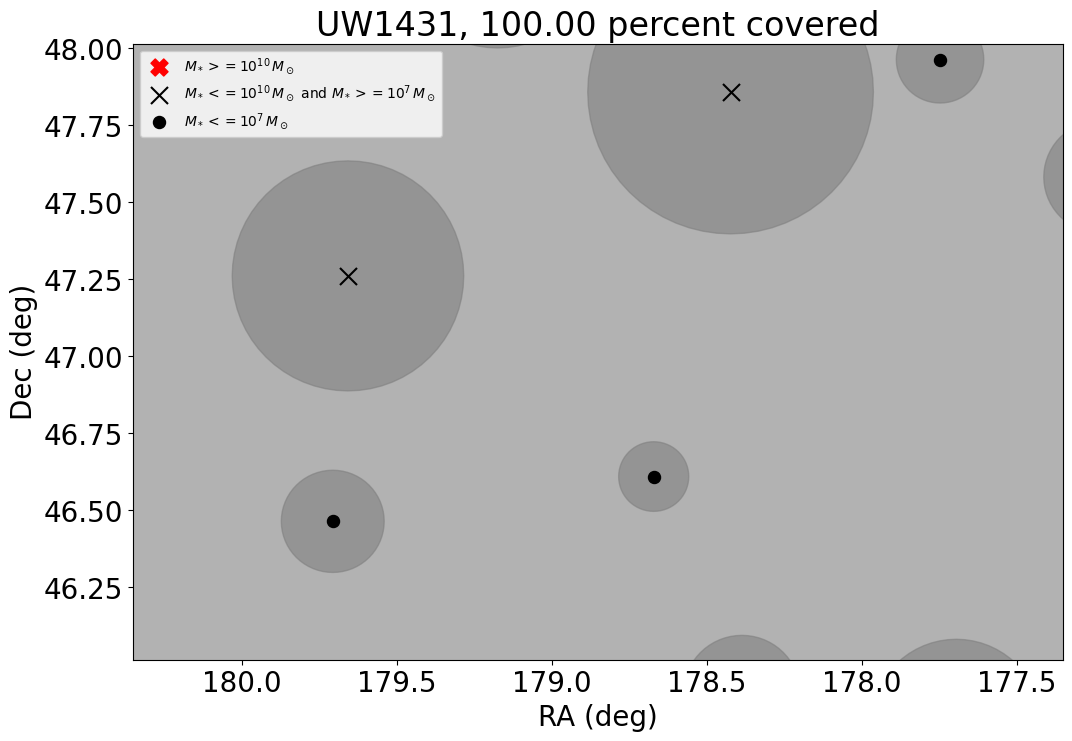 UW1431, 100.00 percent covered
M* >= 10^10 M⊙
M* <= 10^10 M⊙ and M* >= 10^7 M⊙
M* <= 10^7 M⊙
48.00
47.75
47.50
47.25
47.00
46.75
46.50
46.25
Dec (deg)
180.0 179.5 179.0 178.5 178.0 177.5
RA (deg)